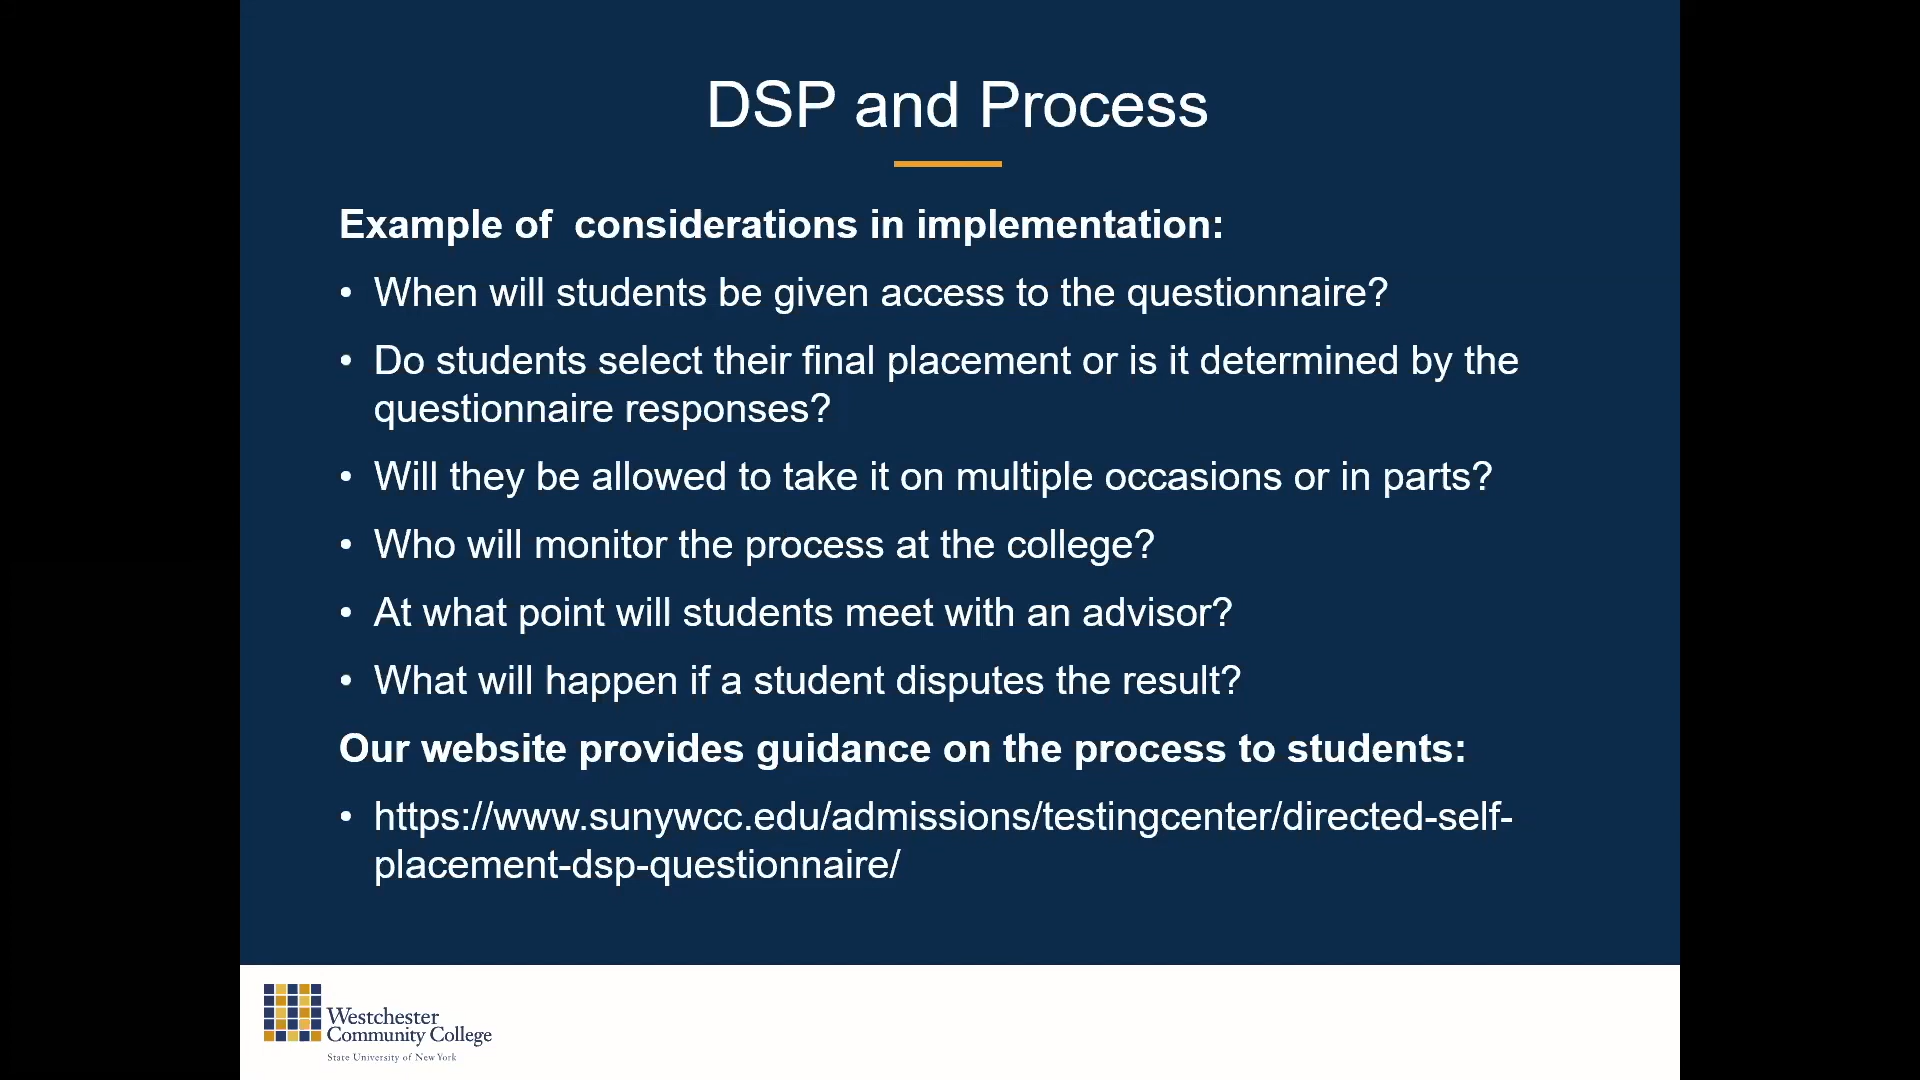 DSP and Process
Example of  considerations in implementation:
• When will students be given access to the questionnaire?
• Do students select their final placement or is it determined by the
questionnaire responses?
• Will they be allowed to take it on multiple occasions or in parts?
• Who will monitor the process at the college?
• At what point will students meet with an advisor?
• What will happen if a student disputes the result?
Our website provides guidance on the process to students:
• https://www.sunywcc.edu/admissions/testingcenter/directed-self-
placement-dsp-questionnaire/
Westchester
Community College
State University of New York